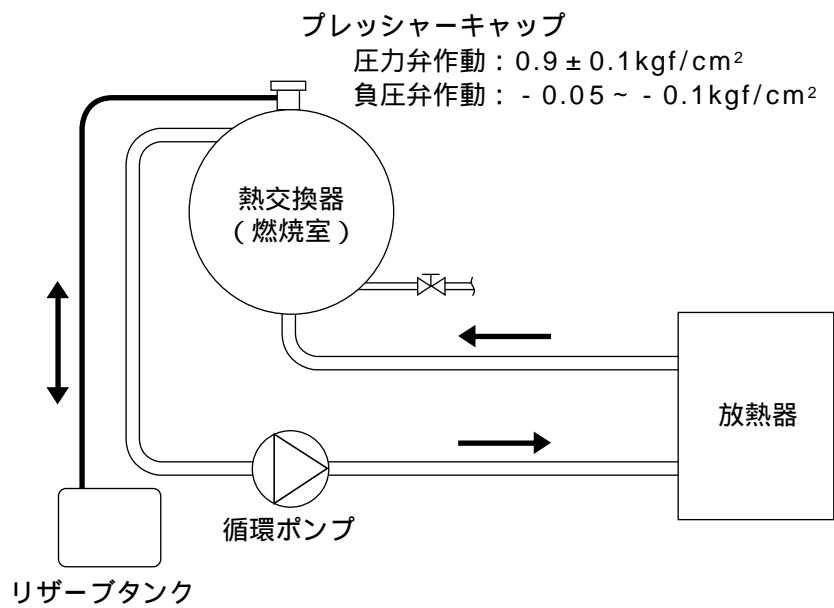 プレッシャーキャップ
圧力弁作動：0.9±0.1kgf/cm²
負圧弁作動：-0.05～-0.1kgf/cm²
熱交換器
（燃焼室）
放熱器
循環ポンプ
リザーブタンク